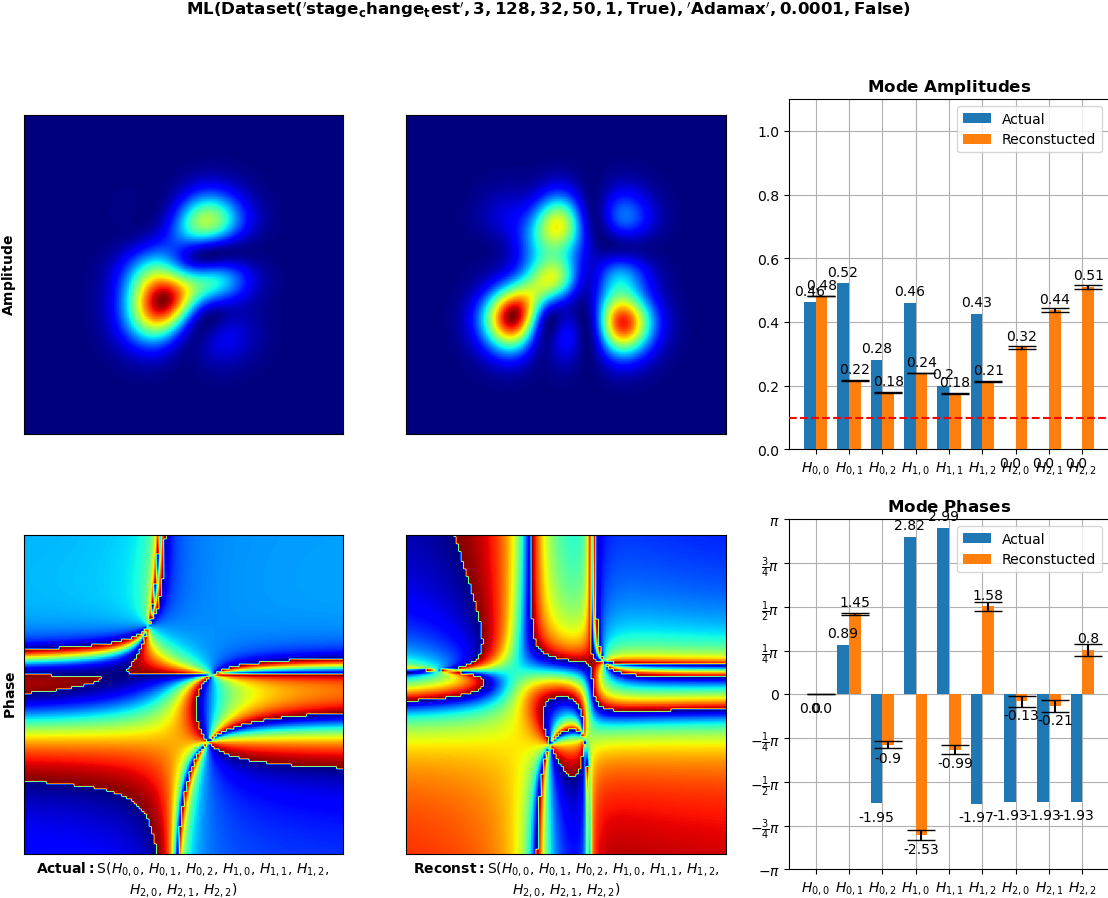 ML(Dataset('stage_change_test', 3, 128, 32, 50, 1, True), 'Adamax', 0.0001, False)
Amplitude
Mode Amplitudes
Actual
Reconstucted
1.0
0.8
0.6
0.4
0.2
0.0
0.46 0.48 0.52 0.22 0.28 0.18 0.46 0.24 0.2 0.18 0.43 0.21 0.32 0.44 0.51
0.0 0.0 0.0
H0,0 H0,1 H0,2 H1,0 H1,1 H1,2 H2,0 H2,1 H2,2
Phase
Actual: S(H0,0, H0,1, H0,2, H1,0, H1,1, H1,2,
H2,0, H2,1, H2,2)
Reconst: S(H0,0, H0,1, H0,2, H1,0, H1,1, H1,2,
H2,0, H2,1, H2,2)
Mode Phases
Actual
Reconstucted
π
3/4π
1/2π
1/4π
0
−1/4π
−1/2π
−3/4π
−π
0.0 0.0 0.89 1.45 -1.95 -0.9 2.82 -2.53 2.99 -0.99 -1.97 1.58 -1.93 -0.13 -1.93 -0.21 -1.93 0.8
H0,0 H0,1 H0,2 H1,0 H1,1 H1,2 H2,0 H2,1 H2,2